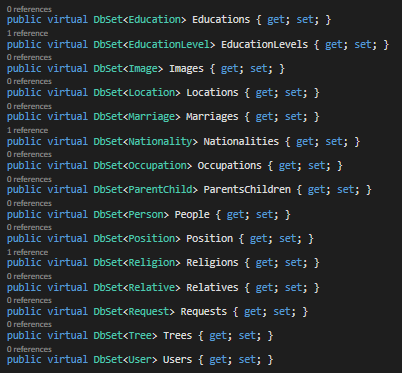 0 references
public virtual DbSet<Education> Educations { get; set; }
1 reference
public virtual DbSet<EducationLevel> EducationLevels { get; set; }
0 references
public virtual DbSet<Image> Images { get; set; }
0 references
public virtual DbSet<Location> Locations { get; set; }
0 references
public virtual DbSet<Marriage> Marriages { get; set; }
1 reference
public virtual DbSet<Nationality> Nationalities { get; set; }
0 references
public virtual DbSet<Occupation> Occupations { get; set; }
0 references
public virtual DbSet<ParentChild> ParentsChildren { get; set; }
0 references
public virtual DbSet<Person> People { get; set; }
0 references
public virtual DbSet<Position> Position { get; set; }
1 reference
public virtual DbSet<Religion> Religions { get; set; }
0 references
public virtual DbSet<Relative> Relatives { get; set; }
0 references
public virtual DbSet<Request> Requests { get; set; }
0 references
public virtual DbSet<Tree> Trees { get; set; }
0 references
public virtual DbSet<User> Users { get; set; }